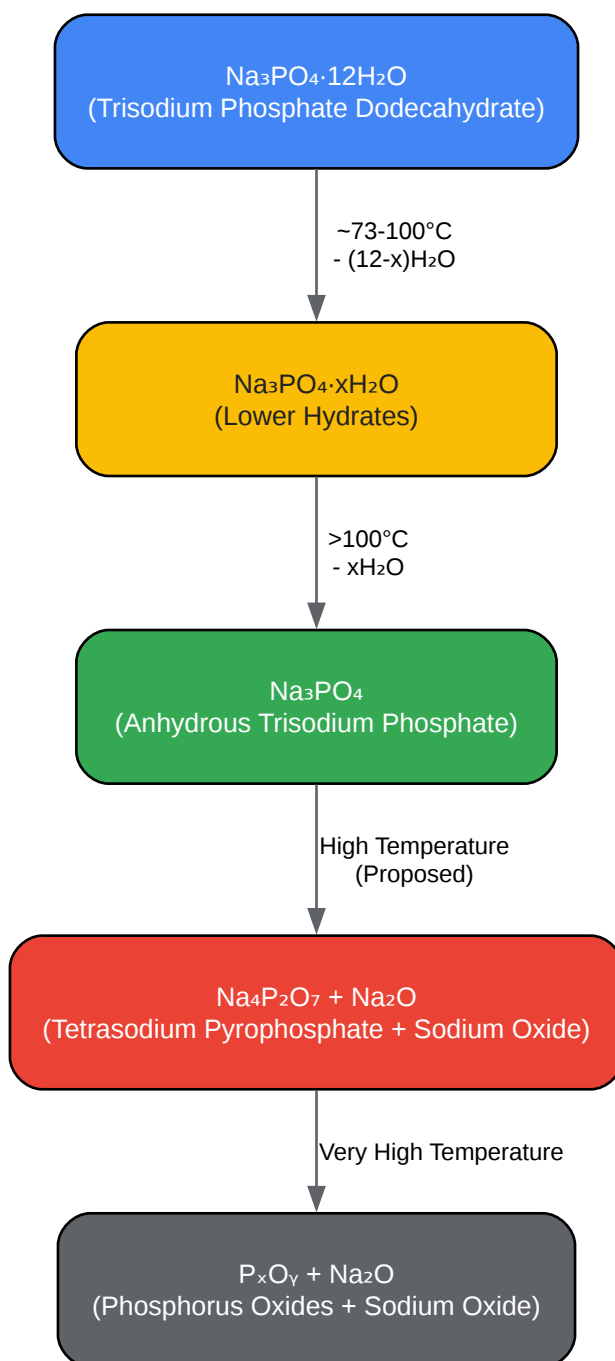 Na₃PO₄·12H₂O
(Trisodium Phosphate Dodecahydrate)
~73-100°C
- (12-x)H₂O
Na₃PO₄·xH₂O
(Lower Hydrates)
>100°C
- xH₂O
Na₃PO₄
(Anhydrous Trisodium Phosphate)
High Temperature
(Proposed)
Na₄P₂O₇ + Na₂O
(Tetrasodium Pyrophosphate + Sodium Oxide)
Very High Temperature
PₓOᵧ + Na₂O
(Phosphorus Oxides + Sodium Oxide)